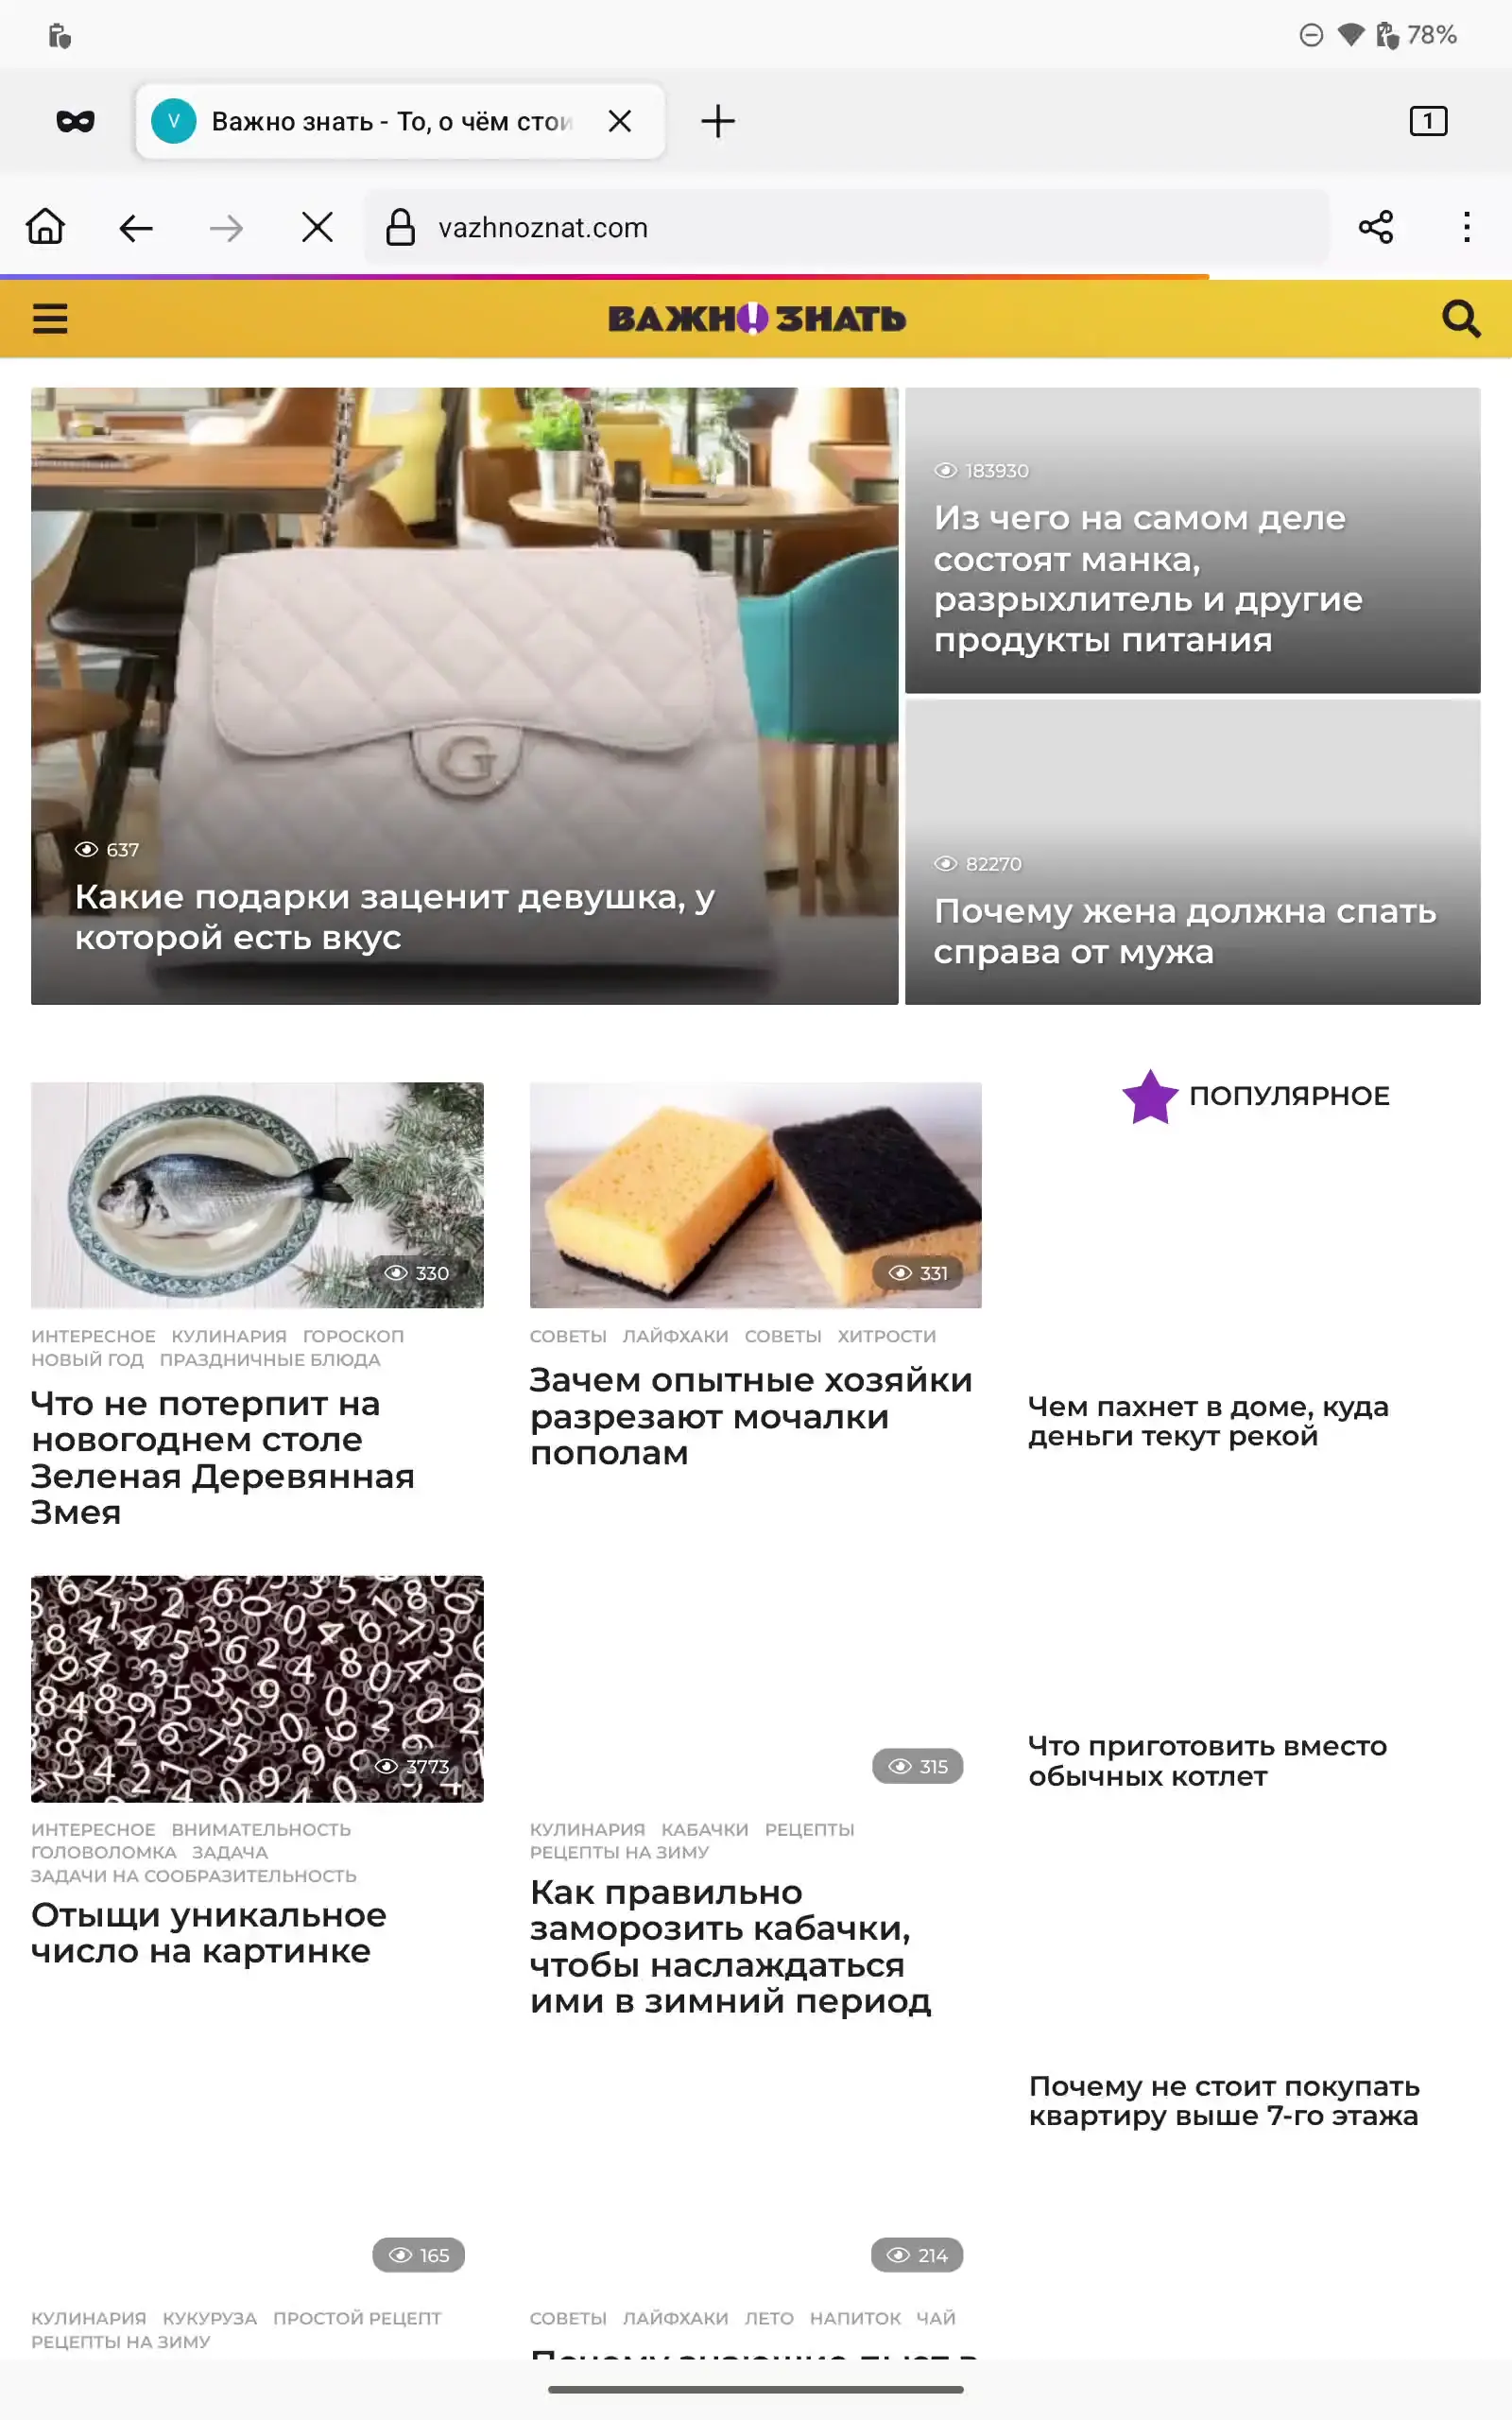 78%
Важно знать - То, о чём стои
1
vazhnoznat.com
ВАЖНО ЗНАТЬ
637
Какие подарки заценит девушка, у
которой есть вкус
183930
Из чего на самом деле
состоят манка,
разрыхлитель и другие
продукты питания
82270
Почему жена должна спать
справа от мужа
330
ИНТЕРЕСНОЕ КУЛИНАРИЯ ГОРОСКОП
НОВЫЙ ГОД ПРАЗДНИЧНЫЕ БЛЮДА
Что не потерпит на
новогоднем столе
Зеленая Деревянная
Змея
331
СОВЕТЫ ЛАЙФХАКИ СОВЕТЫ ХИТРОСТИ
Зачем опытные хозяйки
разрезают мочалки
пополам
3773
ИНТЕРЕСНОЕ ВНИМАТЕЛЬНОСТЬ
ГОЛОВОЛОМКА ЗАДАЧА
ЗАДАЧИ НА СООБРАЗИТЕЛЬНОСТЬ
Отыщи уникальное
число на картинке
315
КУЛИНАРИЯ КАБАЧКИ РЕЦЕПТЫ
РЕЦЕПТЫ НА ЗИМУ
Как правильно
заморозить кабачки,
чтобы наслаждаться
ими в зимний период
165
КУЛИНАРИЯ КУКУРУЗА ПРОСТОЙ РЕЦЕПТ
РЕЦЕПТЫ НА ЗИМУ
214
СОВЕТЫ ЛАЙФХАКИ ЛЕТО НАПИТОК ЧАЙ
ПОПУЛЯРНОЕ
Чем пахнет в доме, куда
деньги текут рекой
Что приготовить вместо
обычных котлет
Почему не стоит покупать
квартиру выше 7-го этажа